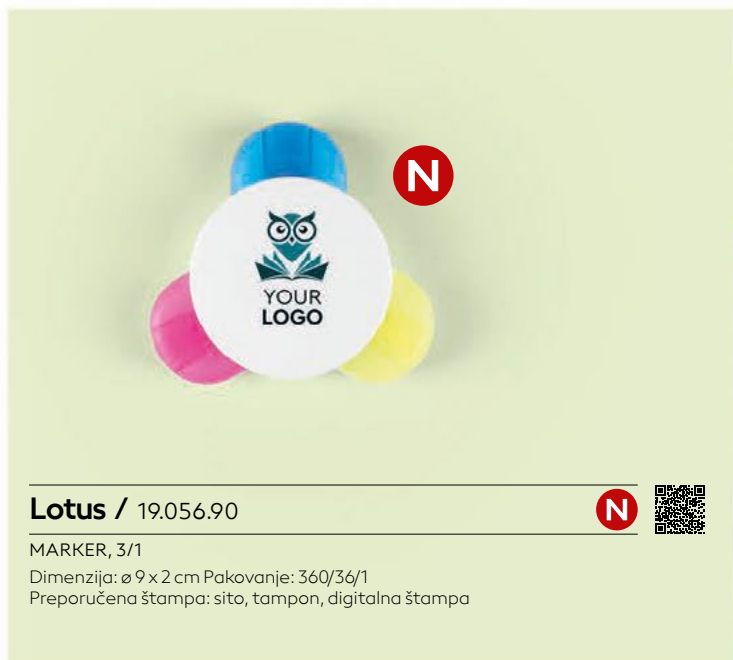 N
YOUR
LOGO
Lotus / 19.056.90 N
MARKER, 3/1
Dimenzija: ø 9 x 2 cm Pakovanje: 360/36/1
Preporučena štampa: sito, tampon, digitalna štampa